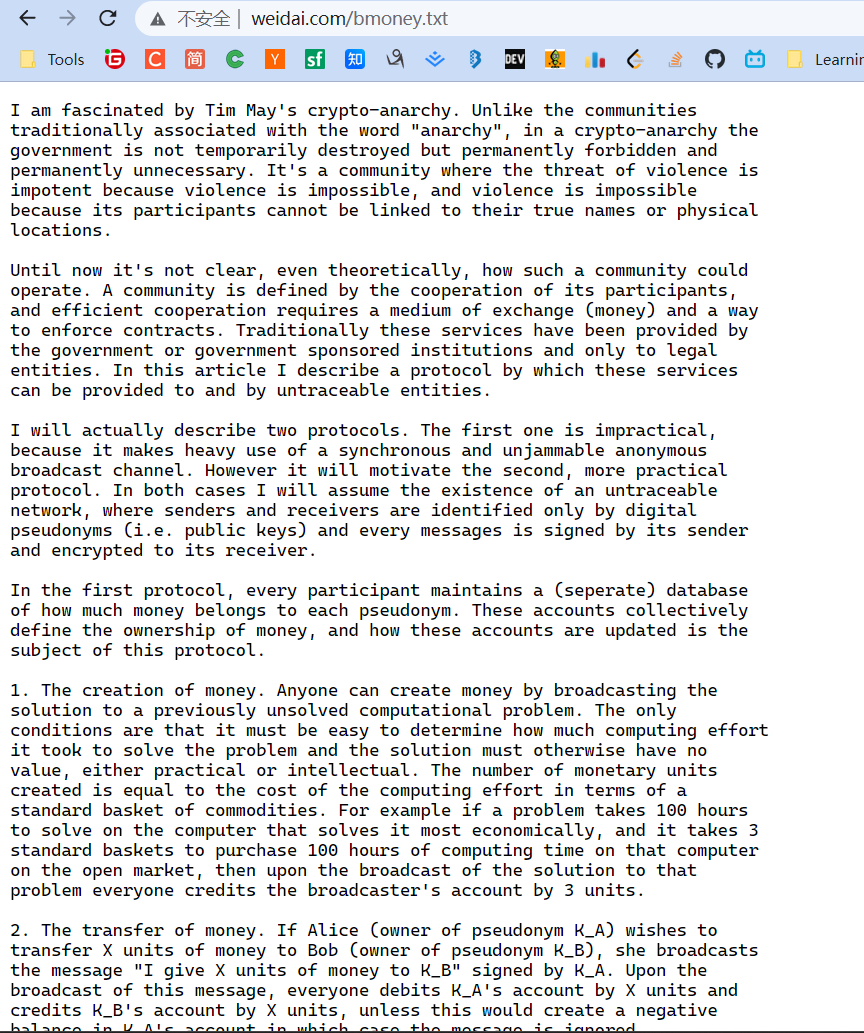 不安全 | weidai.com/bmoney.txt
Tools G C 简 C Y sf 知 DEV Learnin
I am fascinated by Tim May's crypto-anarchy. Unlike the communities
traditionally associated with the word "anarchy", in a crypto-anarchy the
government is not temporarily destroyed but permanently forbidden and
permanently unnecessary. It's a community where the threat of violence is
impotent because violence is impossible, and violence is impossible
because its participants cannot be linked to their true names or physical
locations.
Until now it's not clear, even theoretically, how such a community could
operate. A community is defined by the cooperation of its participants,
and efficient cooperation requires a medium of exchange (money) and a way
to enforce contracts. Traditionally these services have been provided by
the government or government sponsored institutions and only to legal
entities. In this article I describe a protocol by which these services
can be provided to and by untraceable entities.
I will actually describe two protocols. The first one is impractical,
because it makes heavy use of a synchronous and unjammable anonymous
broadcast channel. However it will motivate the second, more practical
protocol. In both cases I will assume the existence of an untraceable
network, where senders and receivers are identified only by digital
pseudonyms (i.e. public keys) and every messages is signed by its sender
and encrypted to its receiver.
In the first protocol, every participant maintains a (seperate) database
of how much money belongs to each pseudonym. These accounts collectively
define the ownership of money, and how these accounts are updated is the
subject of this protocol.
1. The creation of money. Anyone can create money by broadcasting the
solution to a previously unsolved computational problem. The only
conditions are that it must be easy to determine how much computing effort
it took to solve the problem and the solution must otherwise have no
value, either practical or intellectual. The number of monetary units
created is equal to the cost of the computing effort in terms of a
standard basket of commodities. For example if a problem takes 100 hours
to solve on the computer that solves it most economically, and it takes 3
standard baskets to purchase 100 hours of computing time on that computer
on the open market, then upon the broadcast of the solution to that
problem everyone credits the broadcaster's account by 3 units.
2. The transfer of money. If Alice (owner of pseudonym K_A) wishes to
transfer X units of money to Bob (owner of pseudonym K_B), she broadcasts
the message "I give X units of money to K_B" signed by K_A. Upon the
broadcast of this message, everyone debits K_A's account by X units and
credits K_B's account by X units, unless this would create a negative
balance in K_A's account in which case the message is ignored.